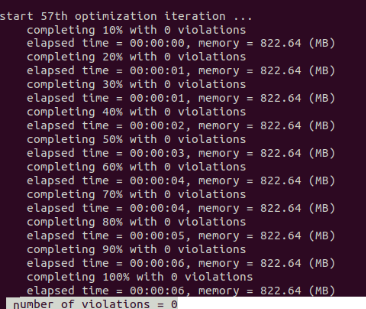 start 57th optimization iteration ...
completing 10% with 0 violations
elapsed time = 00:00:00, memory = 822.64 (MB)
completing 20% with 0 violations
elapsed time = 00:00:01, memory = 822.64 (MB)
completing 30% with 0 violations
elapsed time = 00:00:01, memory = 822.64 (MB)
completing 40% with 0 violations
elapsed time = 00:00:02, memory = 822.64 (MB)
completing 50% with 0 violations
elapsed time = 00:00:03, memory = 822.64 (MB)
completing 60% with 0 violations
elapsed time = 00:00:04, memory = 822.64 (MB)
completing 70% with 0 violations
elapsed time = 00:00:04, memory = 822.64 (MB)
completing 80% with 0 violations
elapsed time = 00:00:05, memory = 822.64 (MB)
completing 90% with 0 violations
elapsed time = 00:00:06, memory = 822.64 (MB)
completing 100% with 0 violations
elapsed time = 00:00:06, memory = 822.64 (MB)
number of violations = 0